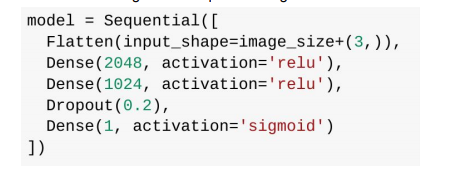 model = Sequential([
  Flatten(input_shape=image_size+(3,)),
  Dense(2048, activation='relu'),
  Dense(1024, activation='relu'),
  Dropout(0.2),
  Dense(1, activation='sigmoid')
])